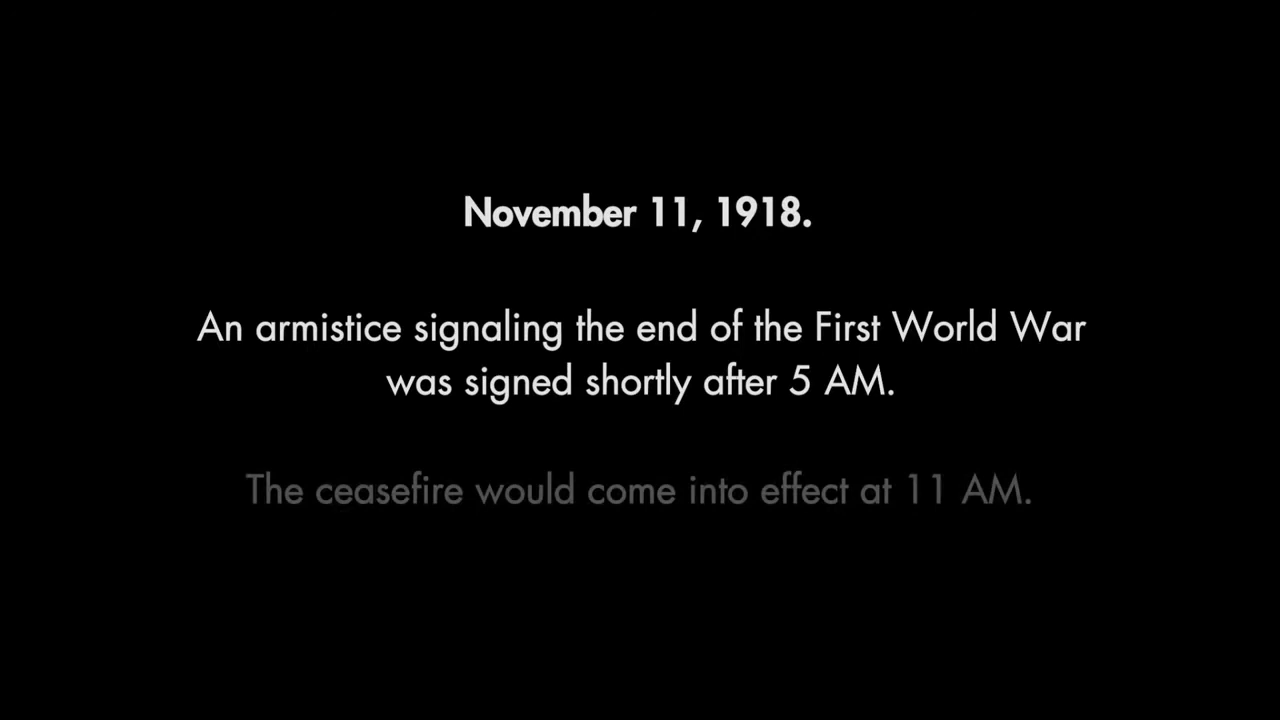 November 11, 1918.
An armistice signaling the end of the First World War
was signed shortly after 5 AM.
The ceasefire would come into effect at 11 AM.